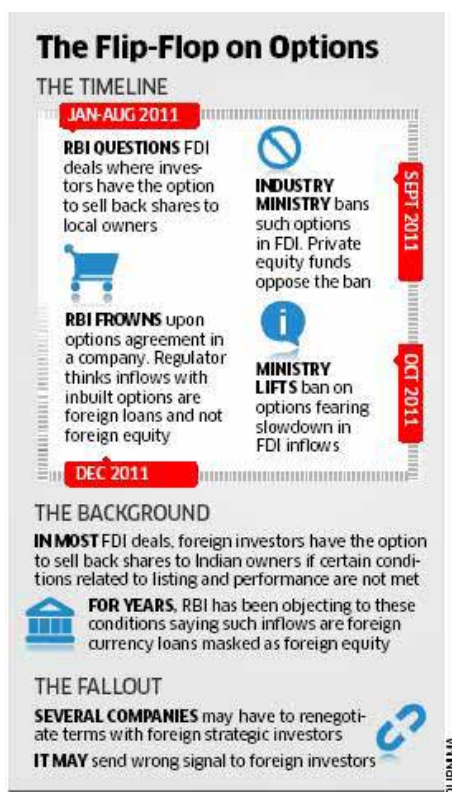 The Flip-Flop on Options
THE TIMELINE
JAN-AUG 2011
RBI QUESTIONS FDI
deals where inves-
tors have the option
to sell back shares to
local owners
SEPT 2011
INDUSTRY
MINISTRY bans
such options
in FDI. Private
equity funds
oppose the ban
OCT 2011
MINISTRY
LIFTS ban on
options fearing
slowdown in
FDI inflows
DEC 2011
RBI FROWNS upon
options agreement in
a company. Regulator
thinks inflows with
inbuilt options are
foreign loans and not
foreign equity
THE BACKGROUND
IN MOST FDI deals, foreign investors have the option
to sell back shares to Indian owners if certain condi-
tions related to listing and performance are not met
FOR YEARS, RBI has been objecting to these
conditions saying such inflows are foreign
currency loans masked as foreign equity
THE FALLOUT
SEVERAL COMPANIES may have to renegoti-
ate terms with foreign strategic investors
IT MAY send wrong signal to foreign investors